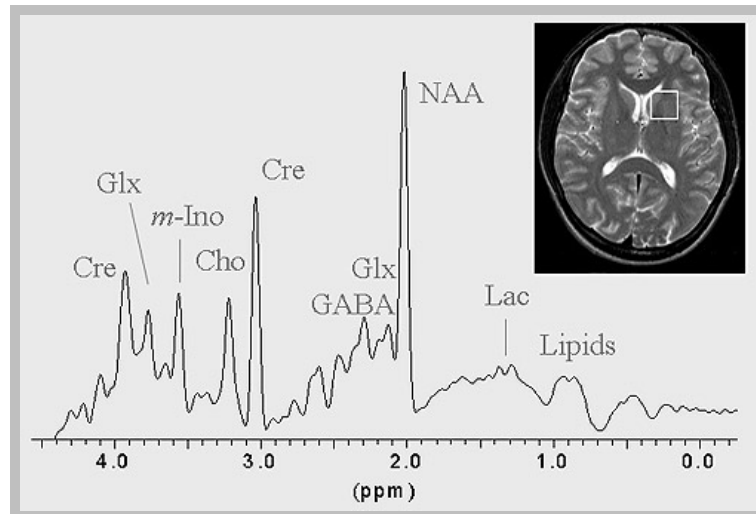 NAA
Glx
Cre
m-Ino
Cre
Cho
Glx
GABA
Lac
Lipids
4.0 3.0 2.0 1.0 0.0
(ppm)